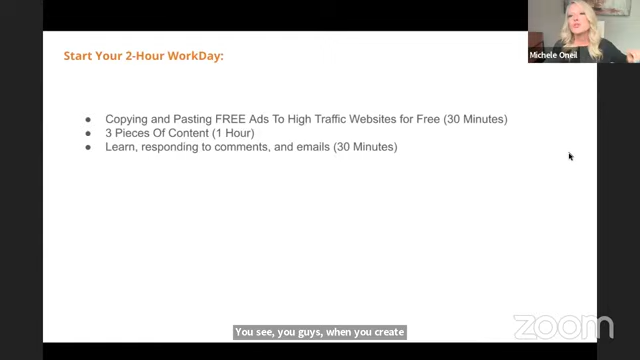 Start Your 2-Hour WorkDay:
Michele Oneil
● Copying and Pasting FREE Ads To High Traffic Websites for Free (30 Minutes)
● 3 Pieces Of Content (1 Hour)
● Learn, responding to comments, and emails (30 Minutes)
You see, you guys, when you create
zoom